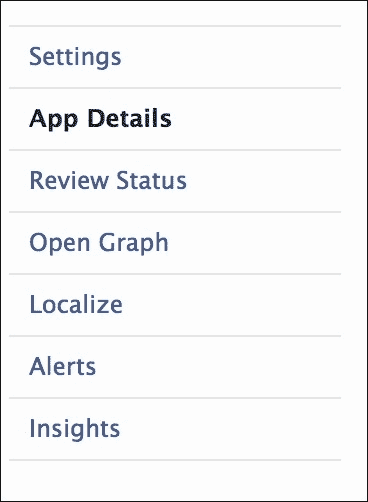 Settings
App Details
Review Status
Open Graph
Localize
Alerts
Insights